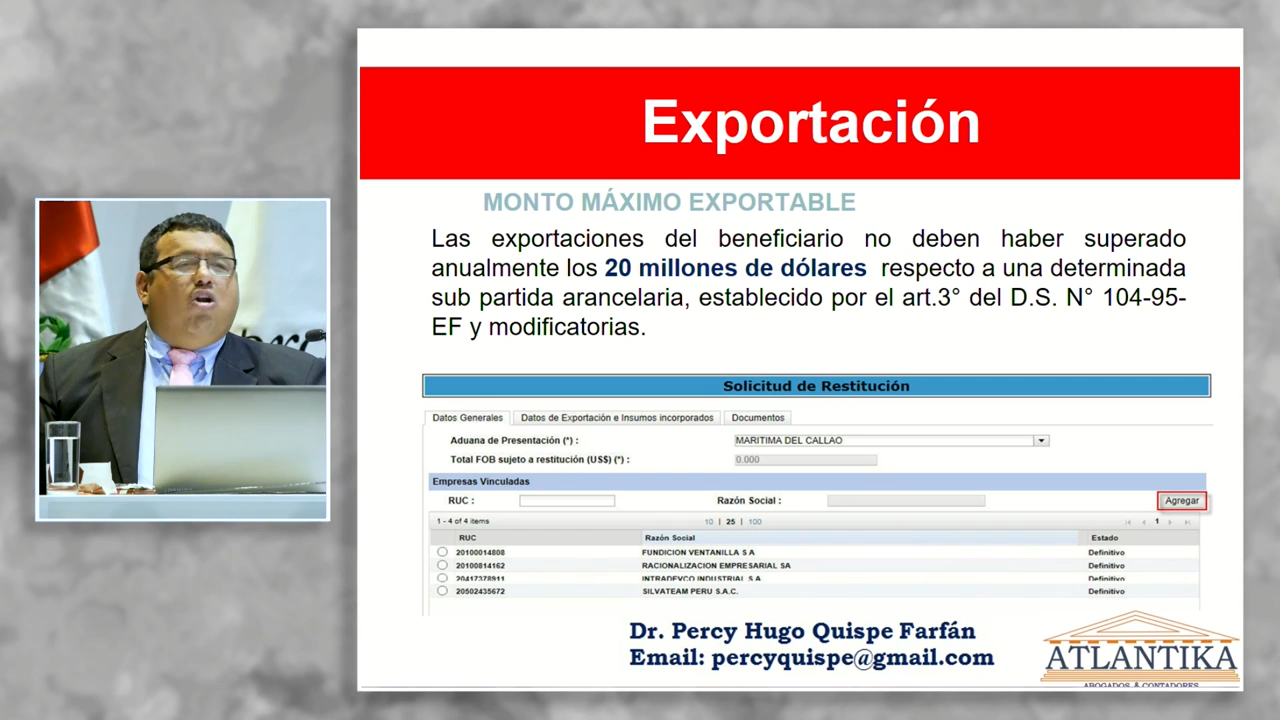 Exportación
MONTO MÁXIMO EXPORTABLE
Las exportaciones del beneficiario no deben haber superado
anualmente los 20 millones de dólares respecto a una determinada
sub partida arancelaria, establecido por el art.3° del D.S. N° 104-95-
EF y modificatorias.
Solicitud de Restitución
Datos Generales Datos de Exportación e Insumos incorporados Documentos
Aduana de Presentación (*) : MARITIMA DEL CALLAO
Total FOB sujeto a restitución (US$) (*) : 0.000
Empresas Vinculadas
RUC : Razón Social : Agregar
1 - 4 of 4 items 10 | 25 | 100 1
RUC Razón Social Estado
20100014808 FUNDICION VENTANILLA S A Definitivo
20100814162 RACIONALIZACION EMPRESARIAL SA Definitivo
20417378911 INTRADEVCO INDUSTRIAL S A Definitivo
20502435672 SILVATEAM PERU S.A.C. Definitivo
Dr. Percy Hugo Quispe Farfán
Email: percyquispe@gmail.com
ATLANTIKA
ABOGADOS & CONTADORES